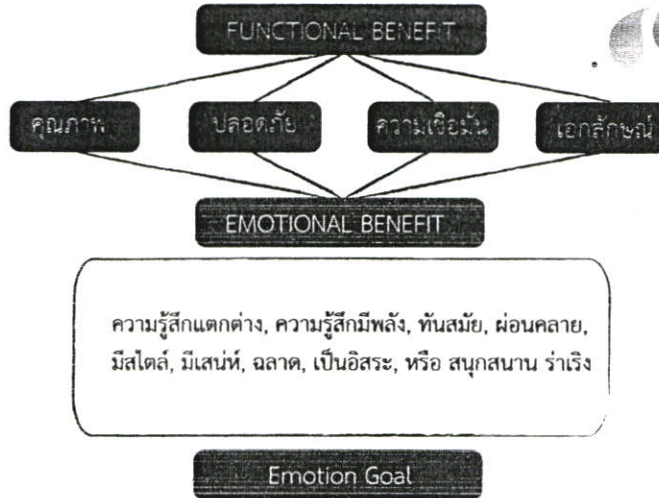 FUNCTIONAL BENEFIT
คุณภาพ ปลอดภัย ความเชื่อมั่น เอกลักษณ์
EMOTIONAL BENEFIT
ความรู้สึกแตกต่าง, ความรู้สึกมีพลัง, ทันสมัย, ผ่อนคลาย,
มีสไตล์, มีเสน่ห์, ฉลาด, เป็นอิสระ, หรือ สนุกสนาน ร่าเริง
Emotion Goal